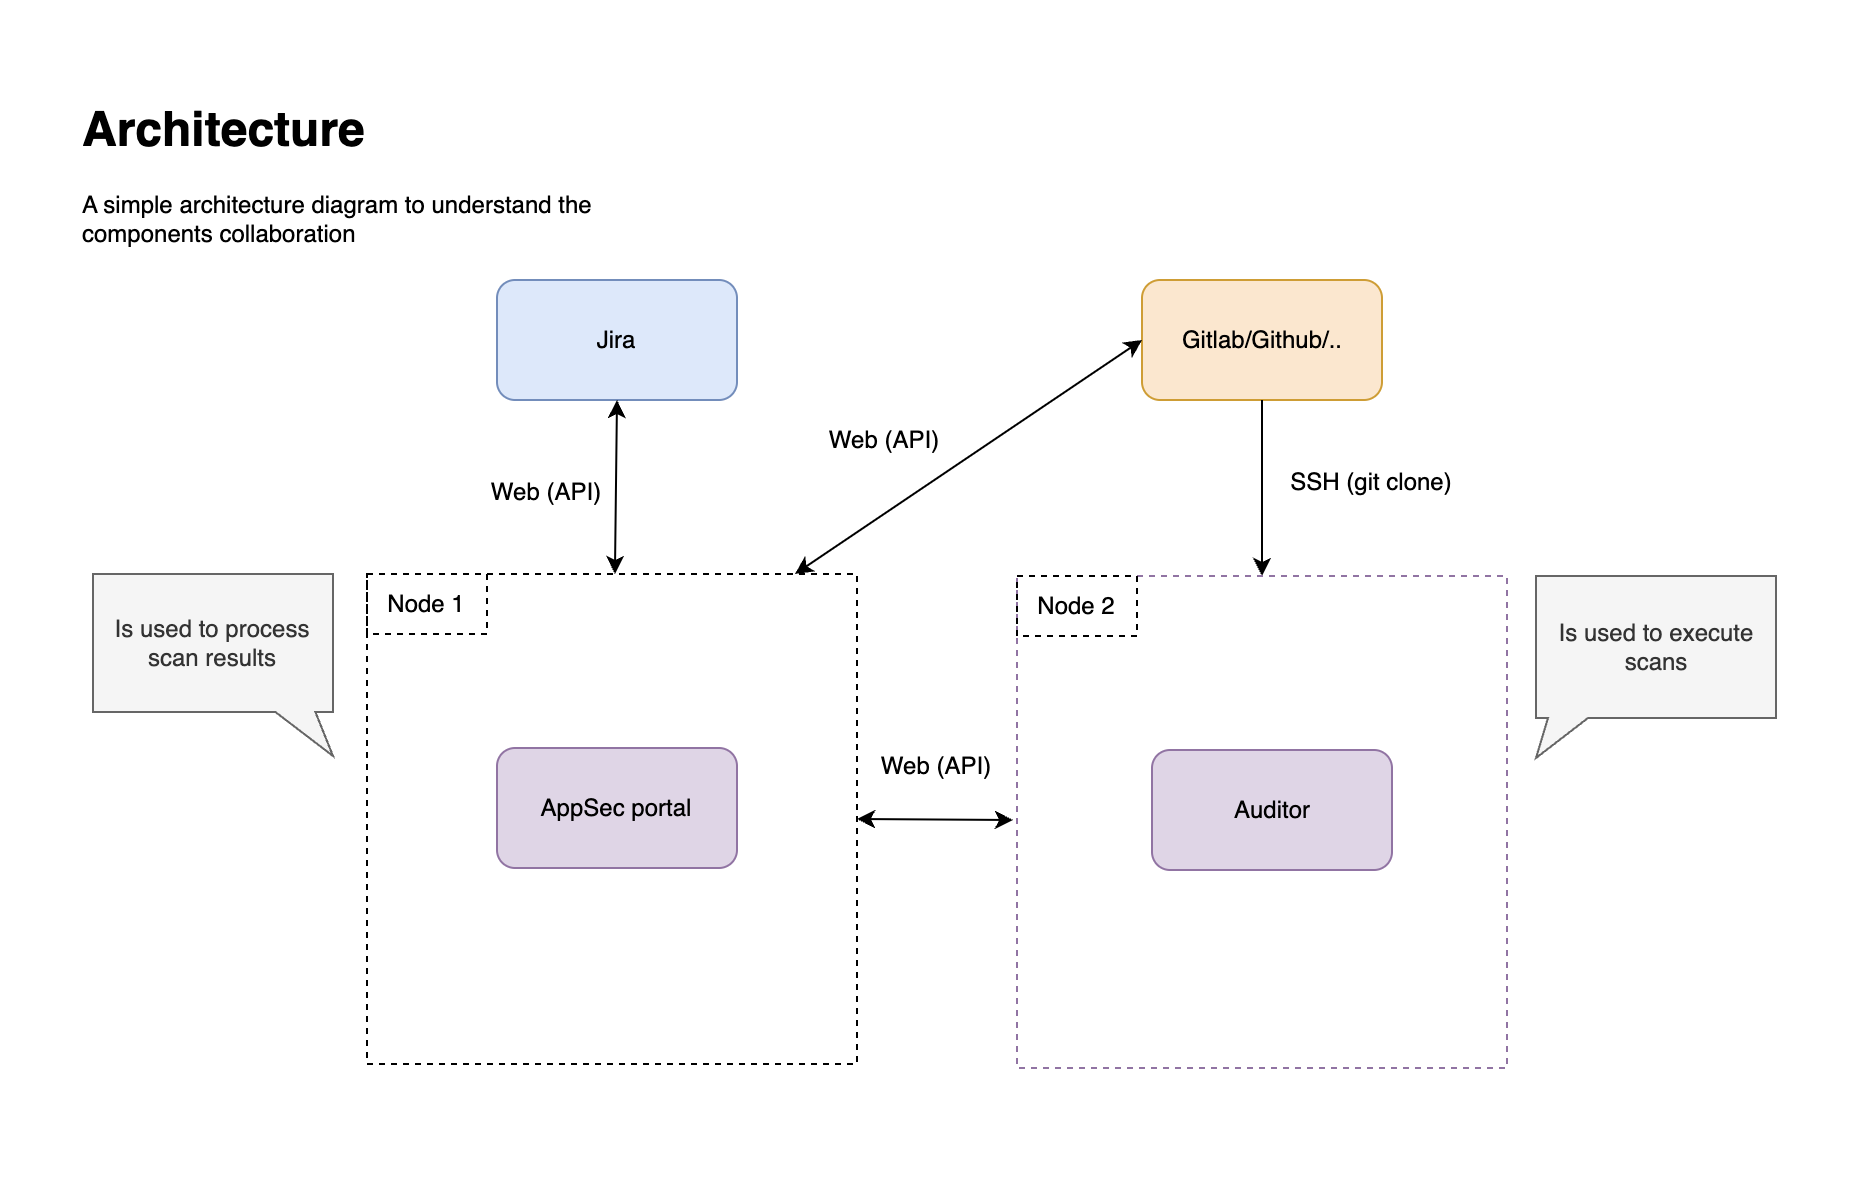 Architecture
A simple architecture diagram to understand the
components collaboration
Jira
Gitlab/Github/..
Web (API)
SSH (git clone)
Web (API)
Is used to process
scan results
Node 1
Node 2
Is used to execute
scans
Web (API)
AppSec portal
Auditor